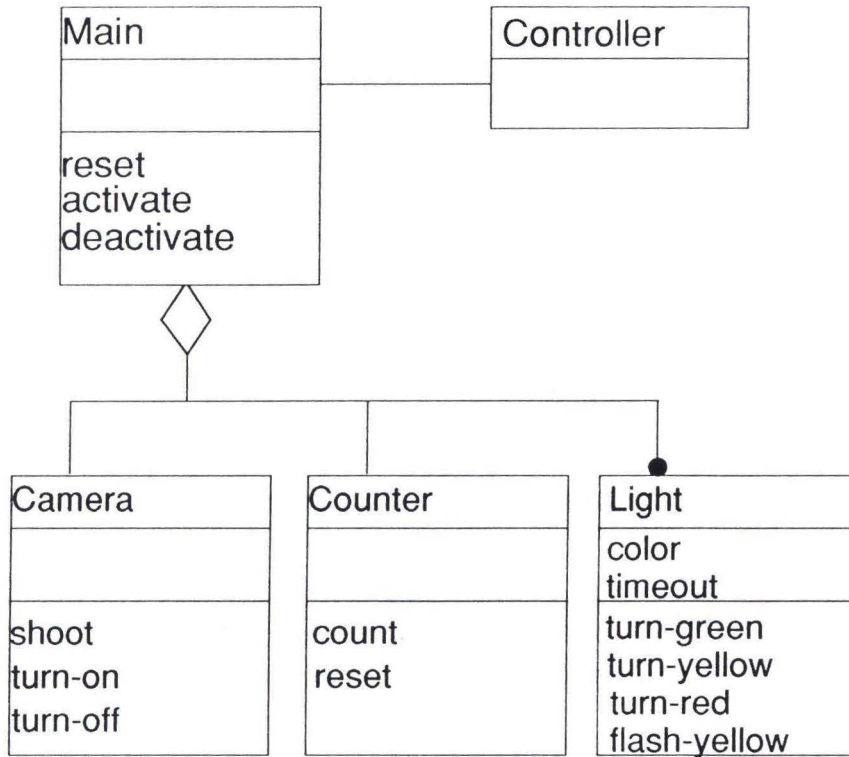 Main
reset
activate
deactivate
Controller
Camera
shoot
turn-on
turn-off
Counter
count
reset
Light
color
timeout
turn-green
turn-yellow
turn-red
flash-yellow